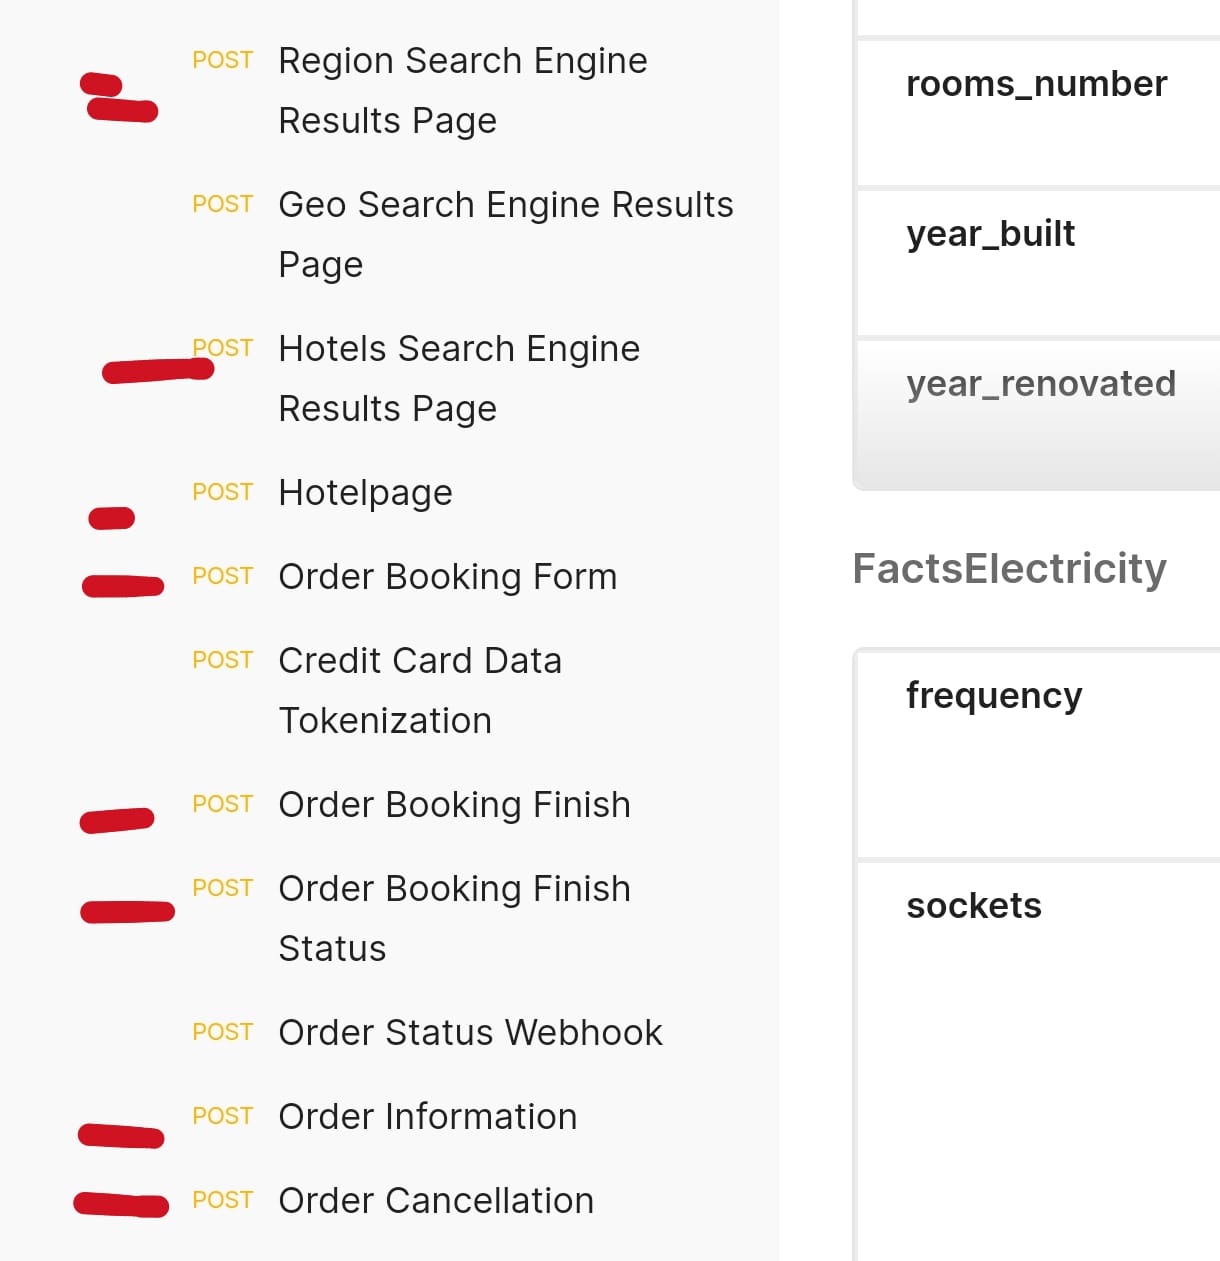 POST Region Search Engine
Results Page
POST Geo Search Engine Results
Page
POST Hotels Search Engine
Results Page
POST Hotelpage
POST Order Booking Form
POST Credit Card Data
Tokenization
POST Order Booking Finish
POST Order Booking Finish
Status
POST Order Status Webhook
POST Order Information
POST Order Cancellation
rooms_number
year_built
year_renovated
FactsElectricity
frequency
sockets